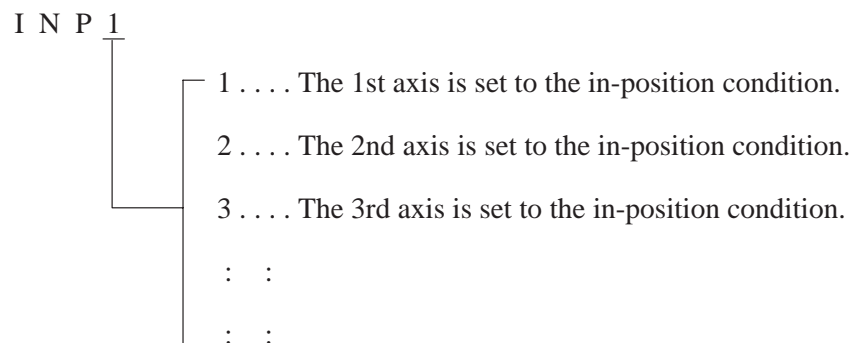 I N P 1
1 . . . . The 1st axis is set to the in-position condition.
2 . . . . The 2nd axis is set to the in-position condition.
3 . . . . The 3rd axis is set to the in-position condition.
: :
: :